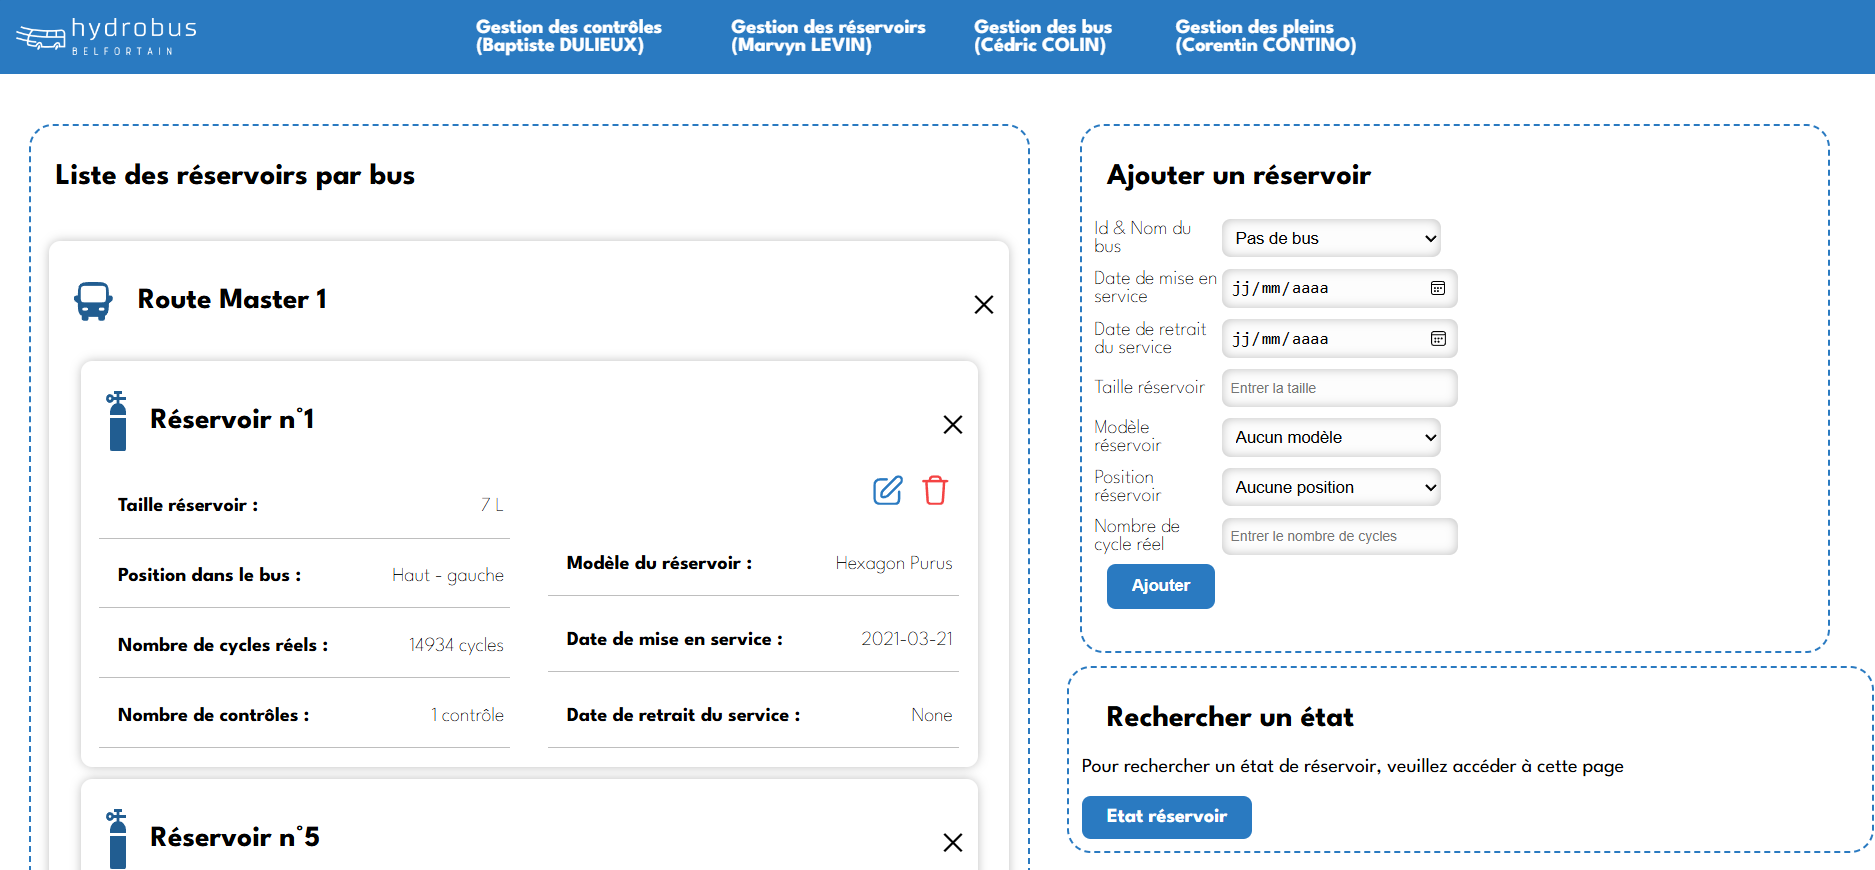 hydrobus
BELFORTAIN
Gestion des contrôles
(Baptiste DULIEUX)
Gestion des réservoirs
(Marvyn LEVIN)
Gestion des bus
(Cédric COLIN)
Gestion des pleins
(Corentin CONTINO)
Liste des réservoirs par bus
Route Master 1
Réservoir n°1
Taille réservoir : 7 L
Position dans le bus : Haut - gauche
Nombre de cycles réels : 14934 cycles
Nombre de contrôles : 1 contrôle
Modèle du réservoir : Hexagon Purus
Date de mise en service : 2021-03-21
Date de retrait du service : None
Réservoir n°5
Ajouter un réservoir
Id & Nom du
bus
Pas de bus
Date de mise en
service
jj/mm/aaaa
Date de retrait
du service
jj/mm/aaaa
Taille réservoir
Entrer la taille
Modèle
réservoir
Aucun modèle
Position
réservoir
Aucune position
Nombre de
cycle réel
Entrer le nombre de cycles
Ajouter
Rechercher un état
Pour rechercher un état de réservoir, veuillez accéder à cette page
Etat réservoir